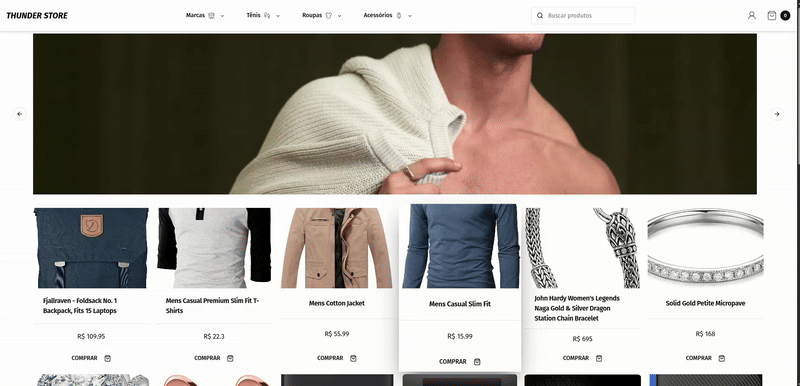 THUNDER STORE
Marcas
Tênis
Roupas
Acessórios
Buscar produtos
0
Fjallraven - Foldsack No. 1
Backpack, Fits 15 Laptops
R$ 109.95
COMPRAR
Mens Casual Premium Slim Fit T-
Shirts
R$ 22.3
COMPRAR
Mens Cotton Jacket
R$ 55.99
COMPRAR
Mens Casual Slim Fit
R$ 15.99
COMPRAR
John Hardy Women's Legends
Naga Gold & Silver Dragon
Station Chain Bracelet
R$ 695
COMPRAR
Solid Gold Petite Micropave
R$ 168
COMPRAR